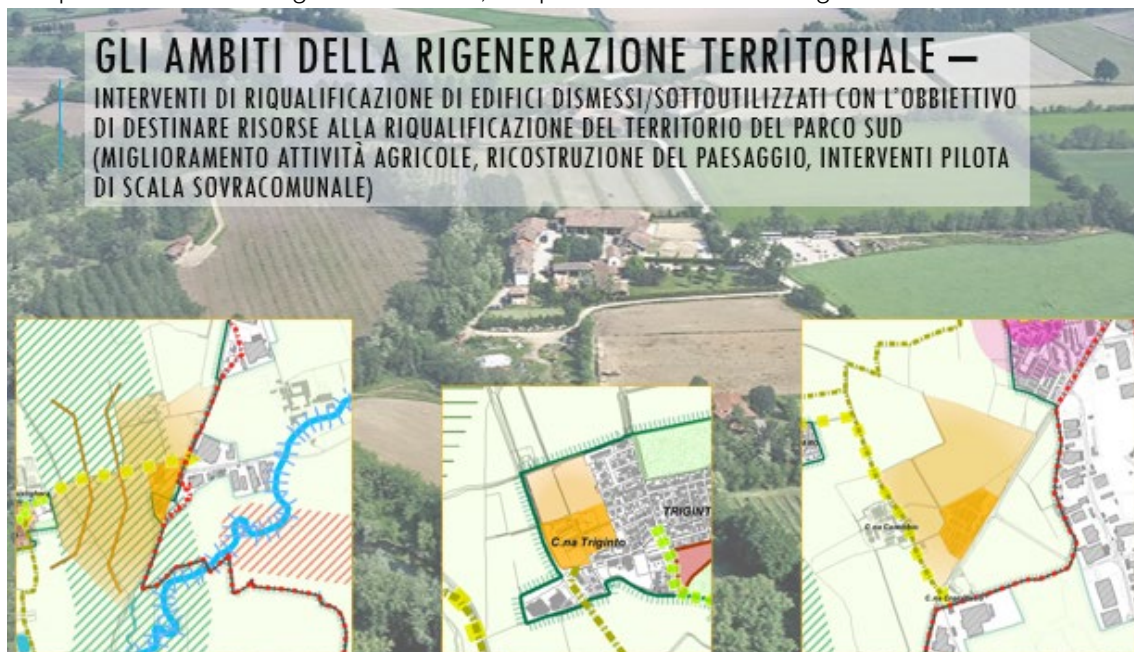 GLI AMBITI DELLA RIGENERAZIONE TERRITORIALE –
INTERVENTI DI RIQUALIFICAZIONE DI EDIFICI DISMESSI/SOTTOUTILIZZATI CON L'OBBIETTIVO
DI DESTINARE RISORSE ALLA RIQUALIFICAZIONE DEL TERRITORIO DEL PARCO SUD
(MIGLIORAMENTO ATTIVITÀ AGRICOLE, RICOSTRUZIONE DEL PAESAGGIO, INTERVENTI PILOTA
DI SCALA SOVRACOMUNALE)
TRIGINT
C.na Triginto